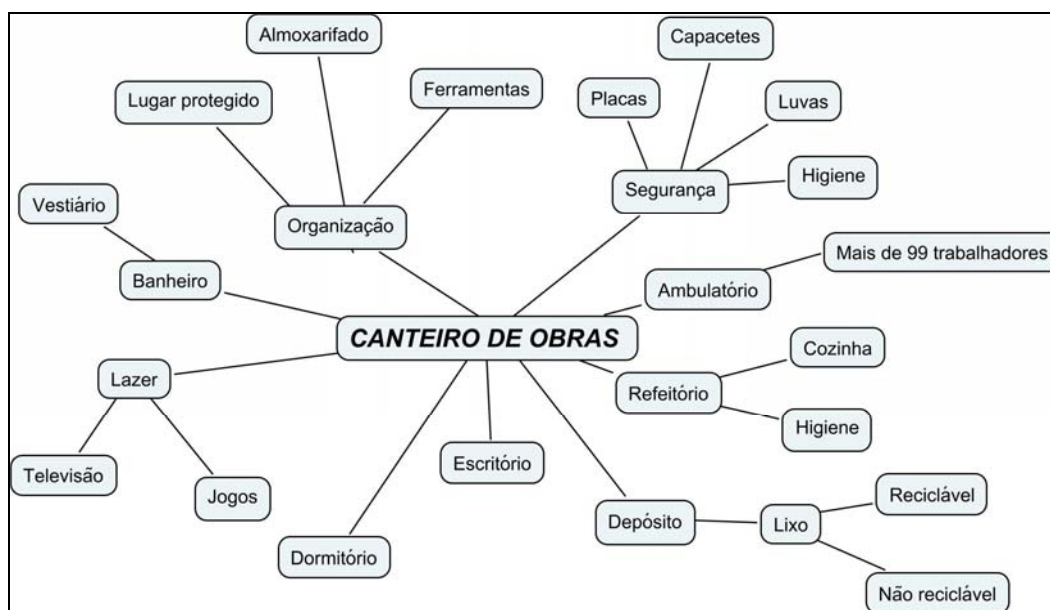 Almoxarifado
Capacetes
Lugar protegido
Ferramentas
Placas
Luvas
Segurança
Higiene
Vestiário
Organização
Mais de 99 trabalhadores
Banheiro
Ambulatório
CANTEIRO DE OBRAS
Cozinha
Lazer
Refeitório
Higiene
Televisão
Jogos
Escritório
Reciclável
Depósito
Lixo
Dormitório
Não reciclável